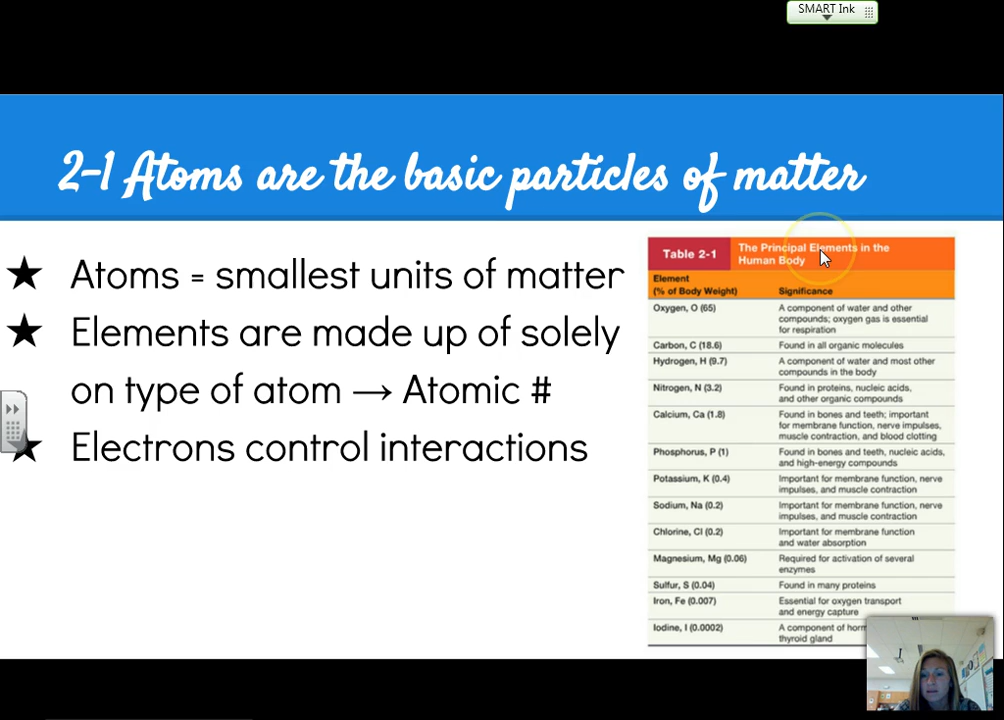 SMART Ink
2-1 Atoms are the basic particles of matter
★ Atoms = smallest units of matter
★ Elements are made up of solely
on type of atom → Atomic #
★ Electrons control interactions
Table 2-1
The Principal Elements in the
Human Body
Element
(% of Body Weight) Significance
Oxygen, O (65) A component of water and other
compounds; oxygen gas is essential
for respiration
Carbon, C (18.6) Found in all organic molecules
Hydrogen, H (9.7) A component of water and most other
compounds in the body
Nitrogen, N (3.2) Found in proteins, nucleic acids,
and other organic compounds
Calcium, Ca (1.8) Found in bones and teeth; important
for membrane function, nerve impulses,
muscle contraction, and blood clotting
Phosphorus, P (1) Found in bones and teeth, nucleic acids,
and high-energy compounds
Potassium, K (0.4) Important for membrane function, nerve
impulses, and muscle contraction
Sodium, Na (0.2) Important for membrane function, nerve
impulses, and muscle contraction
Chlorine, Cl (0.2) Important for membrane function
and water absorption
Magnesium, Mg (0.06) Required for activation of several
enzymes
Sulfur, S (0.04) Found in many proteins
Iron, Fe (0.007) Essential for oxygen transport
and energy capture
Iodine, I (0.0002) A component of
thyroid gland